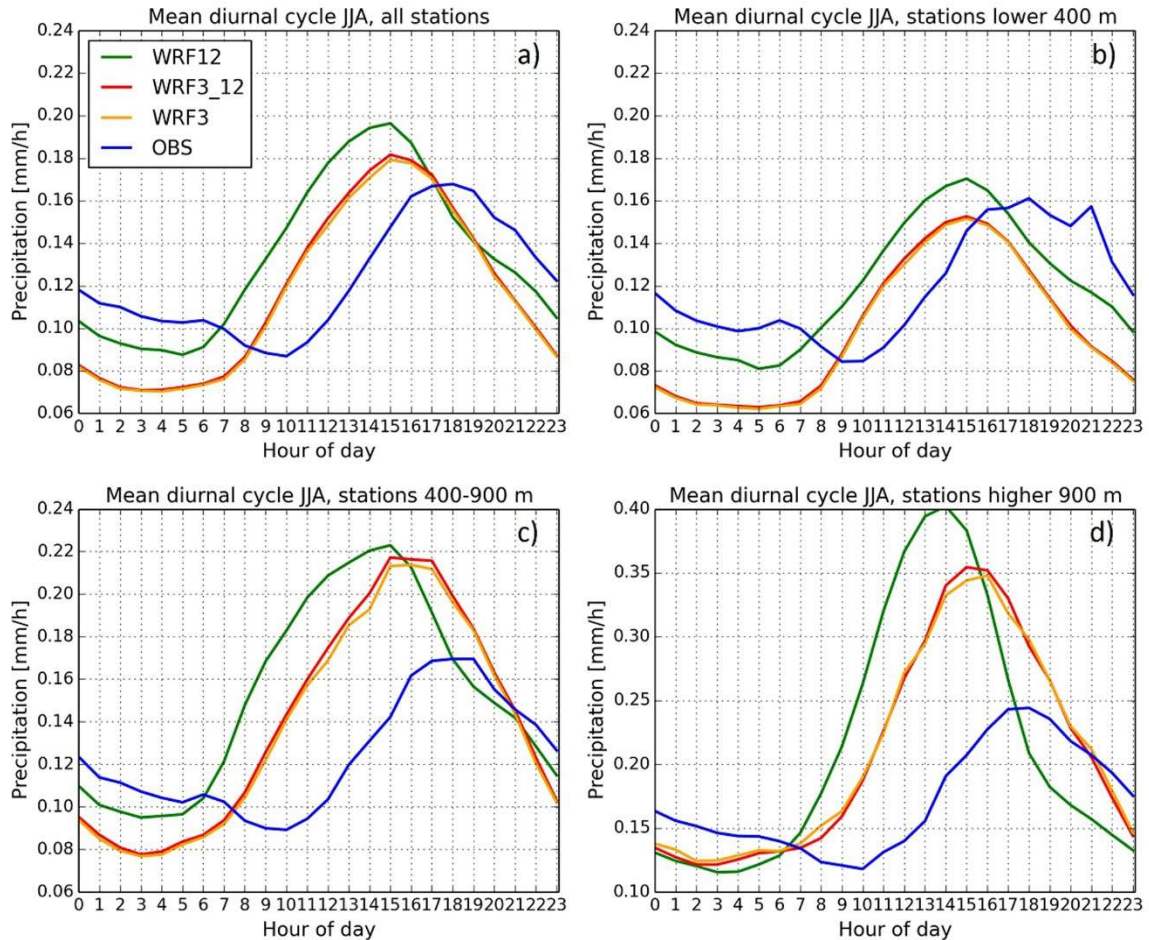 Mean diurnal cycle JJA, all stations
a)
WRF12
WRF3_12
WRF3
OBS
Precipitation [mm/h]
0.24
0.22
0.20
0.18
0.16
0.14
0.12
0.10
0.08
0.06
0 1 2 3 4 5 6 7 8 9 10 11 12 13 14 15 16 17 18 19 20 21 22 23
Hour of day
Mean diurnal cycle JJA, stations lower 400 m
b)
Precipitation [mm/h]
0.24
0.22
0.20
0.18
0.16
0.14
0.12
0.10
0.08
0.06
0 1 2 3 4 5 6 7 8 9 10 11 12 13 14 15 16 17 18 19 20 21 22 23
Hour of day
Mean diurnal cycle JJA, stations 400-900 m
c)
Precipitation [mm/h]
0.24
0.22
0.20
0.18
0.16
0.14
0.12
0.10
0.08
0.06
0 1 2 3 4 5 6 7 8 9 10 11 12 13 14 15 16 17 18 19 20 21 22 23
Hour of day
Mean diurnal cycle JJA, stations higher 900 m
d)
Precipitation [mm/h]
0.40
0.35
0.30
0.25
0.20
0.15
0.10
0 1 2 3 4 5 6 7 8 9 10 11 12 13 14 15 16 17 18 19 20 21 22 23
Hour of day